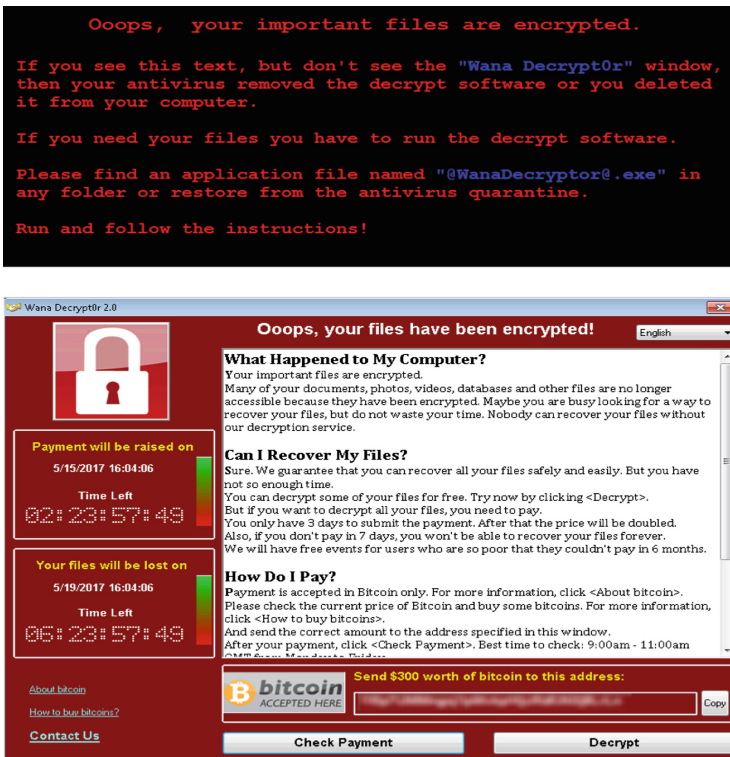 Ooops, your important files are encrypted.
If you see this text, but don't see the "Wana Decrypt0r" window,
then your antivirus removed the decrypt software or you deleted
it from your computer.
If you need your files you have to run the decrypt software.
Please find an application file named "@WanaDecryptor@.exe" in
any folder or restore from the antivirus quarantine.
Run and follow the instructions!
Wana Decrypt0r 2.0
Ooops, your files have been encrypted!
English
Payment will be raised on
5/15/2017 16:04:06
Time Left
02:23:57:49
Your files will be lost on
5/19/2017 16:04:06
Time Left
06:23:57:49
About bitcoin
How to buy bitcoins?
Contact Us
What Happened to My Computer?
Your important files are encrypted.
Many of your documents, photos, videos, databases and other files are no longer
accessible because they have been encrypted. Maybe you are busy looking for a way to
recover your files, but do not waste your time. Nobody can recover your files without
our decryption service.
Can I Recover My Files?
Sure. We guarantee that you can recover all your files safely and easily. But you have
not so enough time.
You can decrypt some of your files for free. Try now by clicking <Decrypt>.
But if you want to decrypt all your files, you need to pay.
You only have 3 days to submit the payment. After that the price will be doubled.
Also, if you don't pay in 7 days, you won't be able to recover your files forever.
We will have free events for users who are so poor that they couldn't pay in 6 months.
How Do I Pay?
Payment is accepted in Bitcoin only. For more information, click <About bitcoin>.
Please check the current price of Bitcoin and buy some bitcoins. For more information,
click <How to buy bitcoins>.
And send the correct amount to the address specified in this window.
After your payment, click <Check Payment>. Best time to check: 9:00am - 11:00am
GMT from Monday to Friday.
bitcoin
ACCEPTED HERE
Send $300 worth of bitcoin to this address:
Copy
Check Payment
Decrypt